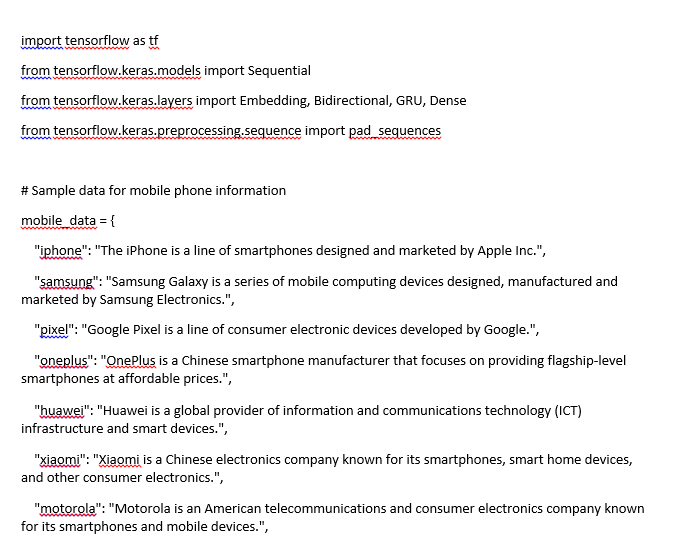 import tensorflow as tf
from tensorflow.keras.models import Sequential
from tensorflow.keras.layers import Embedding, Bidirectional, GRU, Dense
from tensorflow.keras.preprocessing.sequence import pad_sequences
# Sample data for mobile phone information
mobile_data = {
"iphone": "The iPhone is a line of smartphones designed and marketed by Apple Inc.",
"samsung": "Samsung Galaxy is a series of mobile computing devices designed, manufactured and
marketed by Samsung Electronics.",
"pixel": "Google Pixel is a line of consumer electronic devices developed by Google.",
"oneplus": "OnePlus is a Chinese smartphone manufacturer that focuses on providing flagship-level
smartphones at affordable prices.",
"huawei": "Huawei is a global provider of information and communications technology (ICT)
infrastructure and smart devices.",
"xiaomi": "Xiaomi is a Chinese electronics company known for its smartphones, smart home devices,
and other consumer electronics.",
"motorola": "Motorola is an American telecommunications and consumer electronics company known
for its smartphones and mobile devices.",